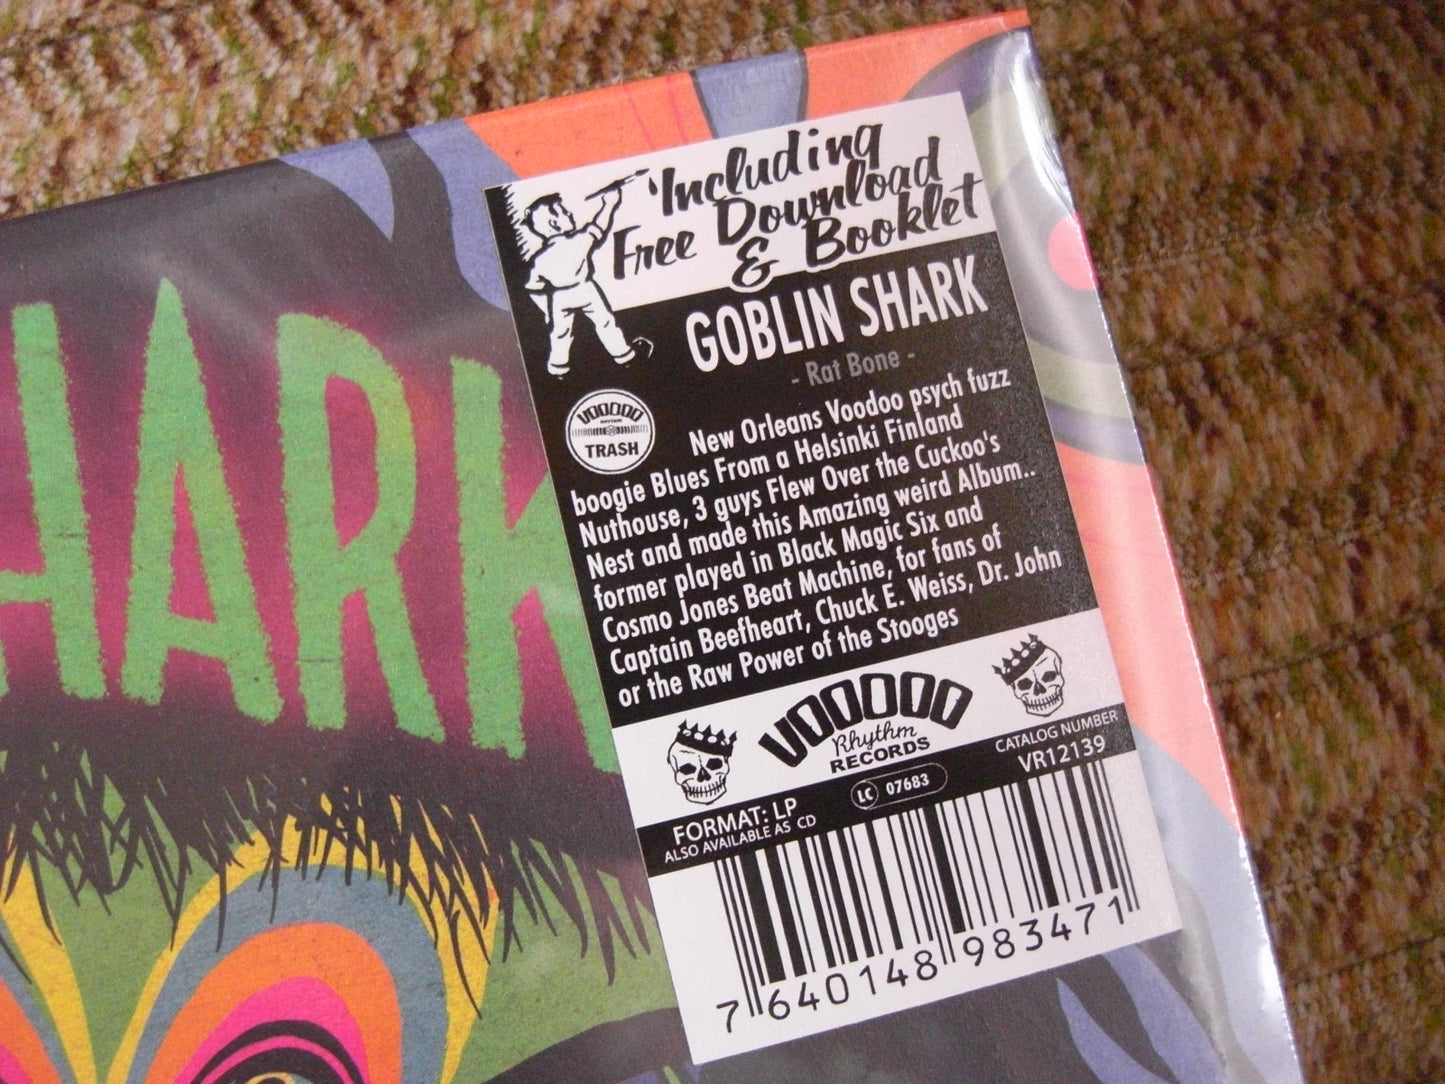 HARK
'Including
Free Download
& Booklet
GOBLIN SHARK
- Rat Bone -
VOODOO
RHYTHM
TRASH
New Orleans Voodoo psych fuzz
boogie Blues From a Helsinki Finland
Nuthouse, 3 guys Flew Over the Cuckoo's
Nest and made this Amazing weird Album..
former played in Black Magic Six and
Cosmo Jones Beat Machine, for fans of
Captain Beefheart, Chuck E. Weiss, Dr. John
or the Raw Power of the Stooges
VOODOO
Rhythm
RECORDS
LC 07683
CATALOG NUMBER
VR12139
FORMAT: LP
ALSO AVAILABLE AS CD
7 640148 983471